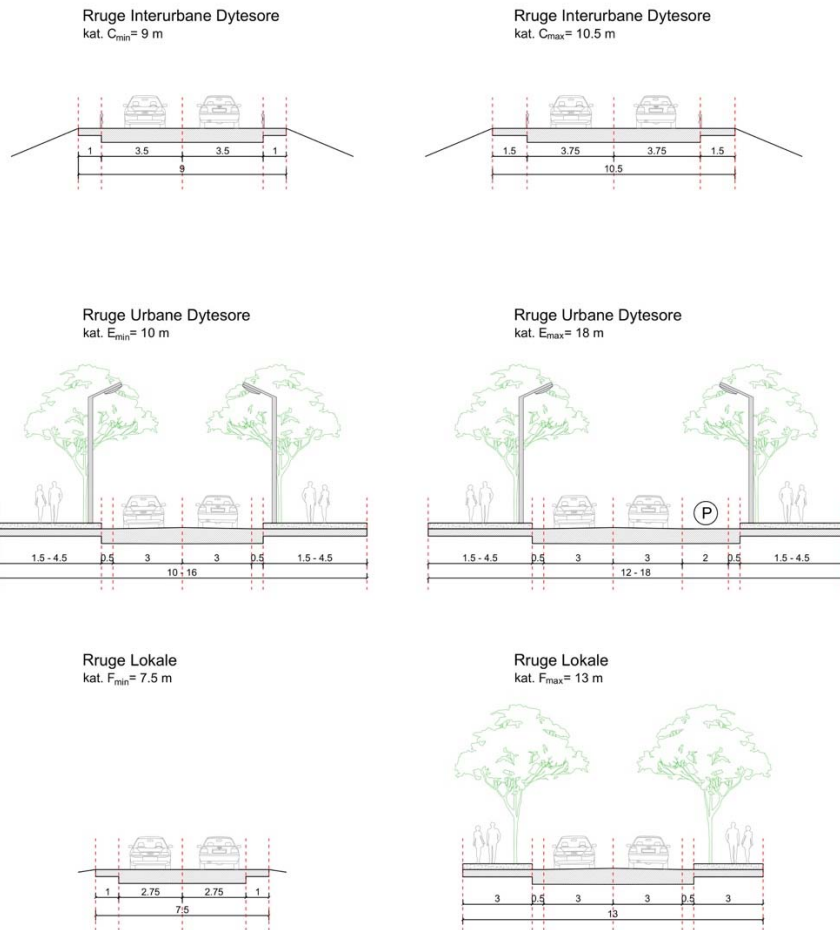 Rruge Interurbane Dytesore
kat. Cmin= 9 m
1 3.5 3.5 1
9
Rruge Interurbane Dytesore
kat. Cmax= 10.5 m
1.5 3.75 3.75 1.5
10.5
Rruge Urbane Dytesore
kat. Emin= 10 m
1.5 - 4.5 0.5 3 3 0.5 1.5 - 4.5
10 - 16
Rruge Urbane Dytesore
kat. Emax= 18 m
P
1.5 - 4.5 0.5 3 3 2 0.5 1.5 - 4.5
12 - 18
Rruge Lokale
kat. Fmin= 7.5 m
1 2.75 2.75 1
7.5
Rruge Lokale
kat. Fmax= 13 m
3 0.5 3 3 0.5 3
13